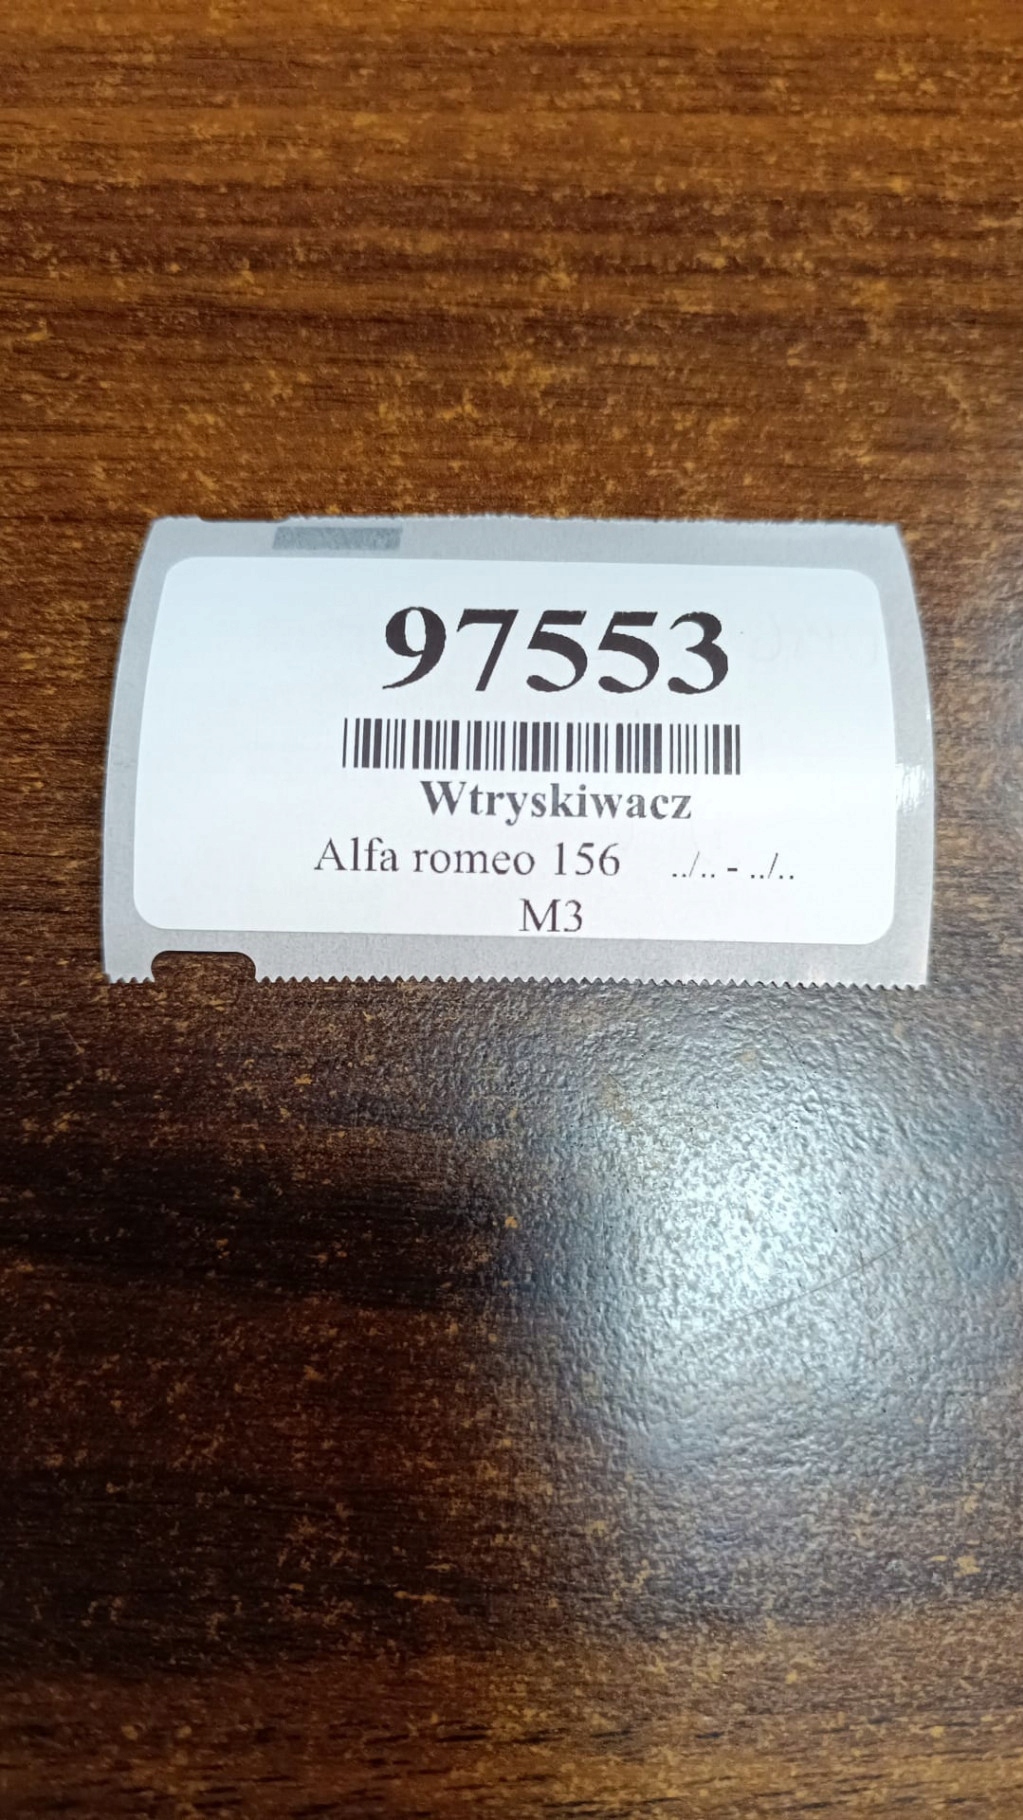 97553
Wtryskiwacz
Alfa romeo 156 ../.. - ../..
M3